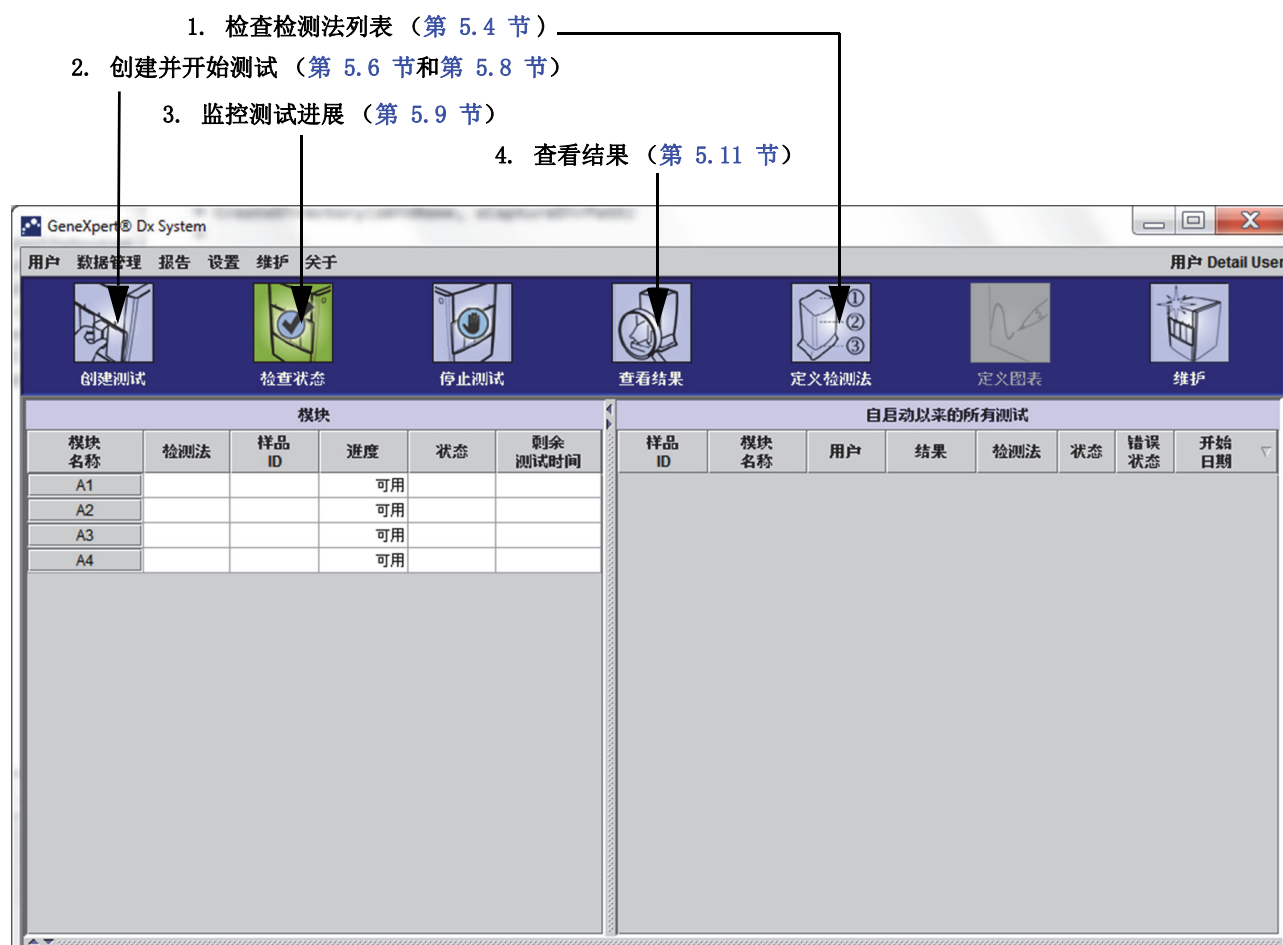 1. 检查检测法列表 （第 5.4 节）
2. 创建并开始测试 （第 5.6 节和第 5.8 节）
3. 监控测试进展 （第 5.9 节）
4. 查看结果 （第 5.11 节）
GeneXpert® Dx System
用户 数据管理 报告 设置 维护 关于 用户 Detail User
① ② ③
创建测试 检查状态 停止测试 查看结果 定义检测法 定义图表 维护
模块 自启动以来的所有测试
模块名称 检测法 样品ID 进度 状态 剩余测试时间 样品ID 模块名称 用户 结果 检测法 状态 错误状态 开始日期
A1 可用
A2 可用
A3 可用
A4 可用